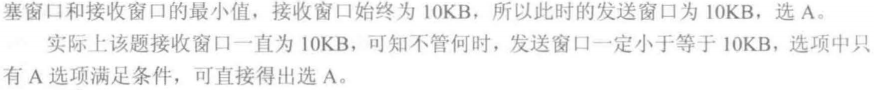 塞窗口和接收窗口的最小值，接收窗口始终为 10KB，所以此时的发送窗口为 10KB，选 A。
实际上该题接收窗口一直为 10KB，可知不管何时，发送窗口一定小于等于 10KB，选项中只
有 A 选项满足条件，可直接得出选 A。